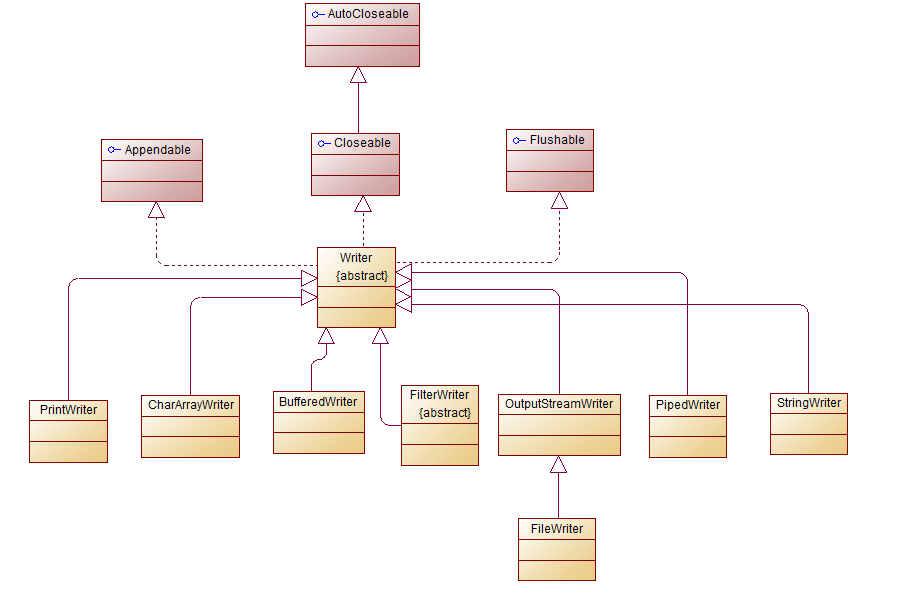 AutoCloseable
Appendable
Closeable
Flushable
Writer
{abstract}
PrintWriter
CharArrayWriter
BufferedWriter
FilterWriter
{abstract}
OutputStreamWriter
PipedWriter
StringWriter
FileWriter